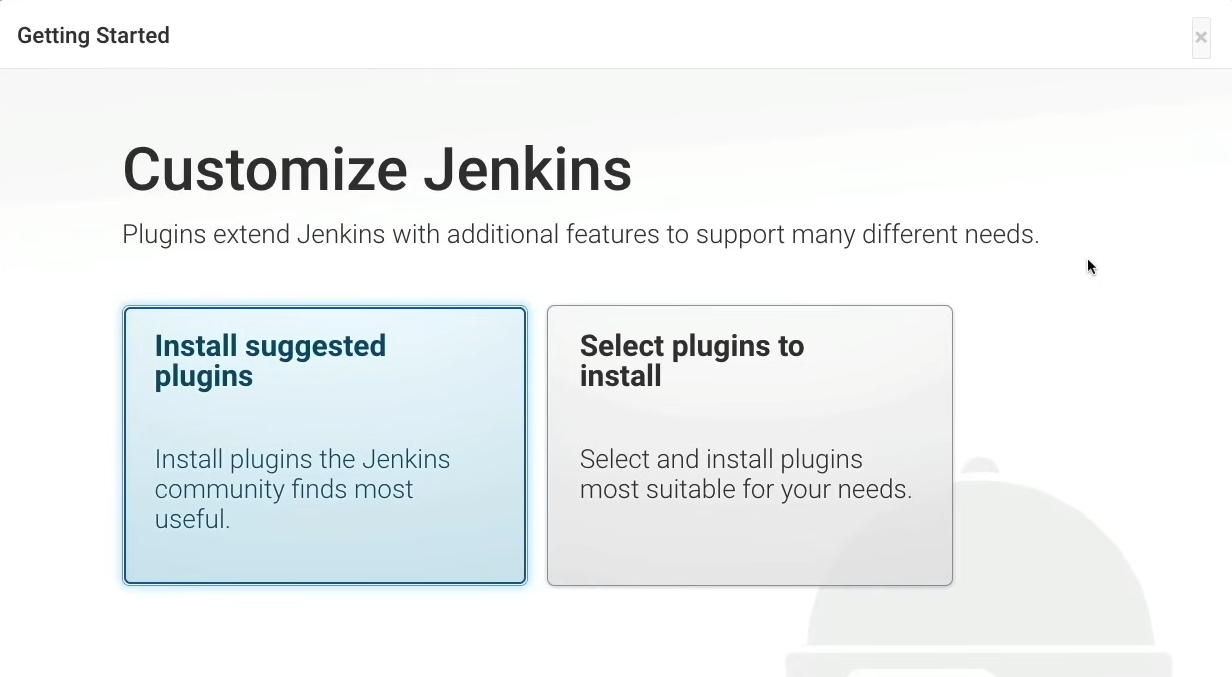 Getting Started
×
Customize Jenkins
Plugins extend Jenkins with additional features to support many different needs.
Install suggested
plugins
Install plugins the Jenkins
community finds most
useful.
Select plugins to
install
Select and install plugins
most suitable for your needs.